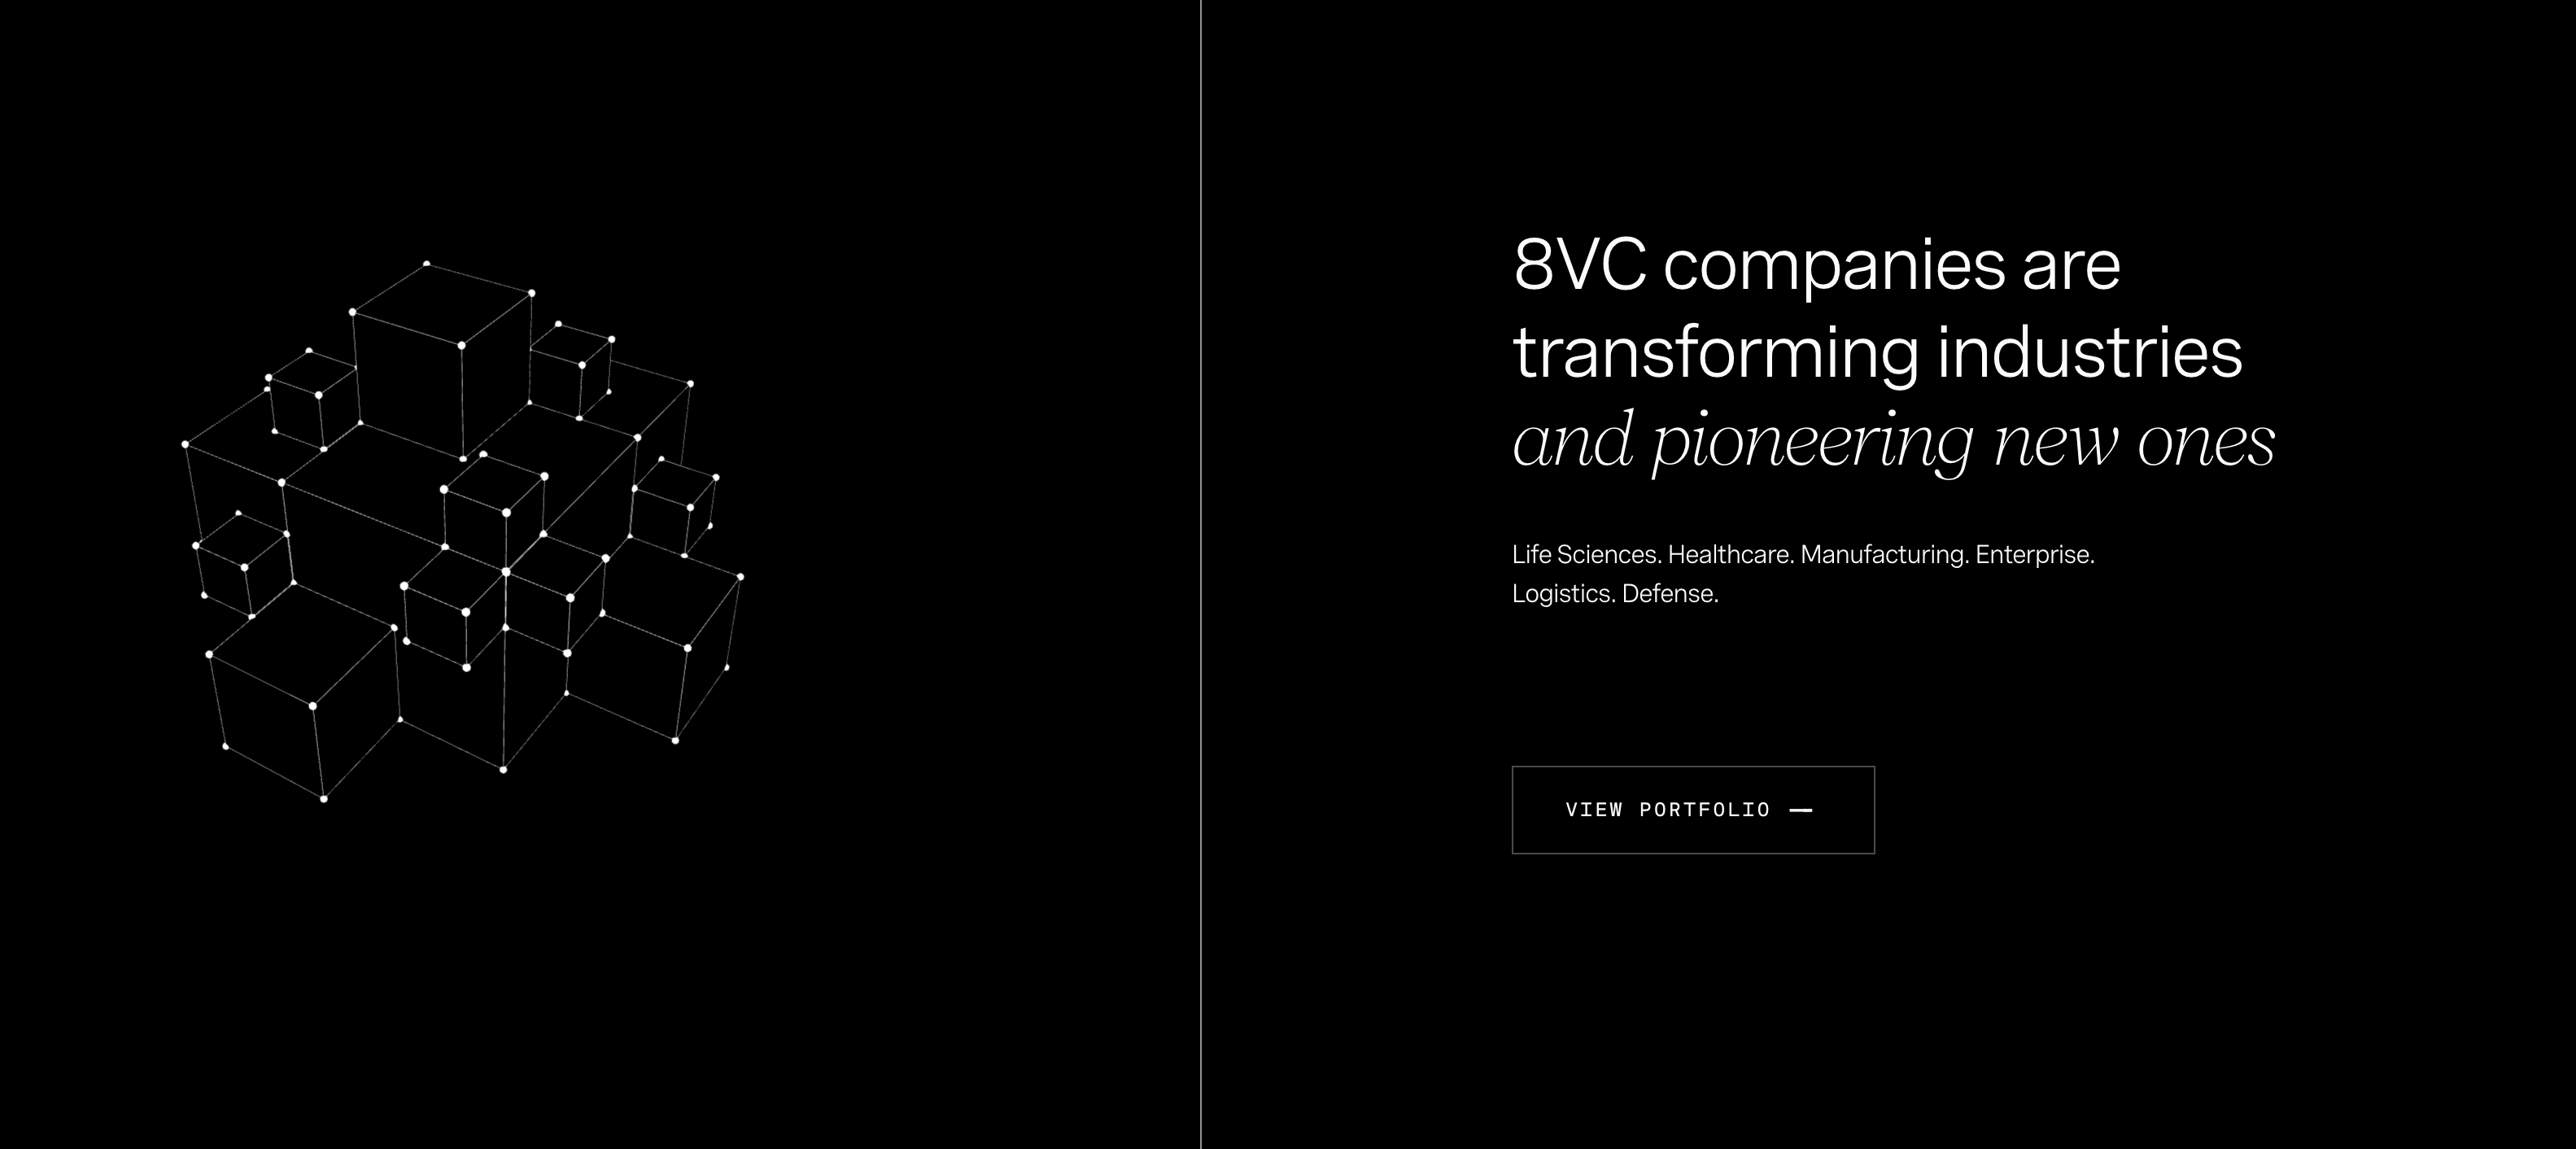 8VC companies are
transforming industries
and pioneering new ones
Life Sciences. Healthcare. Manufacturing. Enterprise.
Logistics. Defense.
VIEW PORTFOLIO